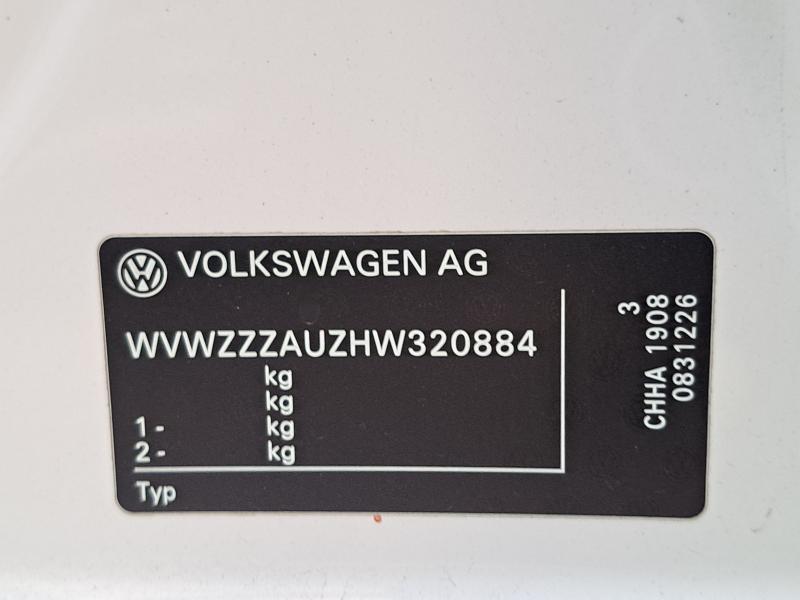 VOLKSWAGEN AG
WVWZZZAUZHW320884
kg
kg
1 - kg
2 - kg
Typ
3
CHHA 1908
0831226